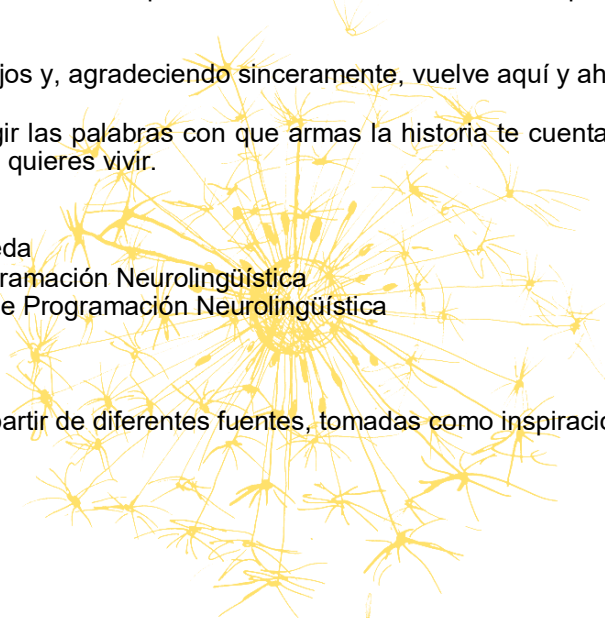 jos y, agradeciendo sinceramente, vuelve aquí y ah
gir las palabras con que armas la historia te cuenta
quieres vivir.
eda
ramación Neurolingüística
e Programación Neurolingüística
partir de diferentes fuentes, tomadas como inspiracio